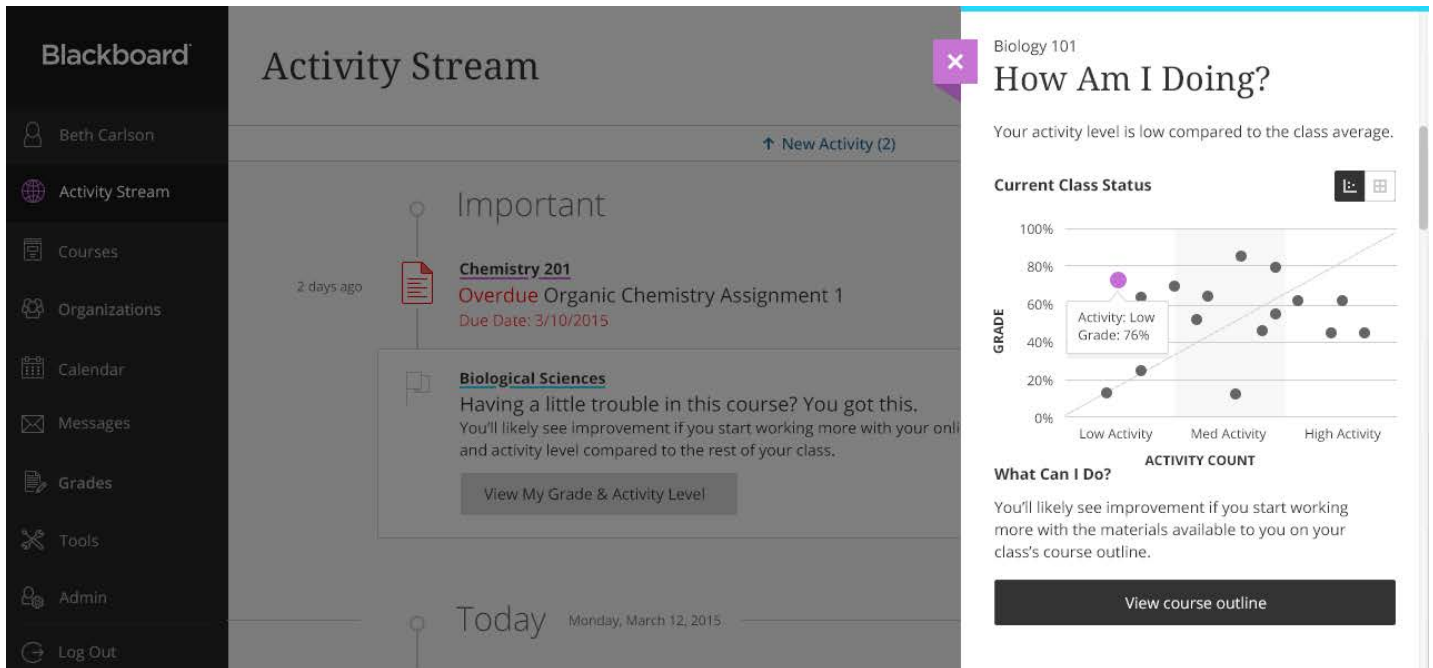 Blackboard
Beth Carlson
Activity Stream
Courses
Organizations
Calendar
Messages
Grades
Tools
Admin
Log Out
Activity Stream
↑ New Activity (2)
Important
2 days ago
Chemistry 201
Overdue Organic Chemistry Assignment 1
Due Date: 3/10/2015
Biological Sciences
Having a little trouble in this course? You got this.
You'll likely see improvement if you start working more with your onli
and activity level compared to the rest of your class.
View My Grade & Activity Level
Today Monday, March 12, 2015
Biology 101
How Am I Doing?
Your activity level is low compared to the class average.
Current Class Status
100%
80%
60%
40%
20%
0%
GRADE
Activity: Low
Grade: 76%
Low Activity Med Activity High Activity
ACTIVITY COUNT
What Can I Do?
You'll likely see improvement if you start working
more with the materials available to you on your
class's course outline.
View course outline